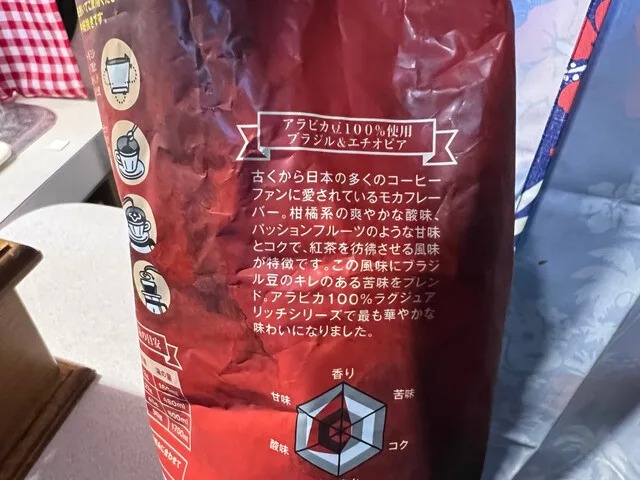 アラビカ豆100%使用
ブラジル&エチオピア
古くから日本の多くのコーヒー
ファンに愛されているモカフレー
バー。柑橘系の爽やかな酸味、
パッションフルーツのような甘味
とコクで、紅茶を彷彿させる風味
が特徴です。この風味にブラジ
ル豆のキレのある苦味をブレン
ド。アラビカ100%ラグジュア
リッチシリーズで最も華やかな
味わいになりました。
香り
甘味
苦味
酸味
コク